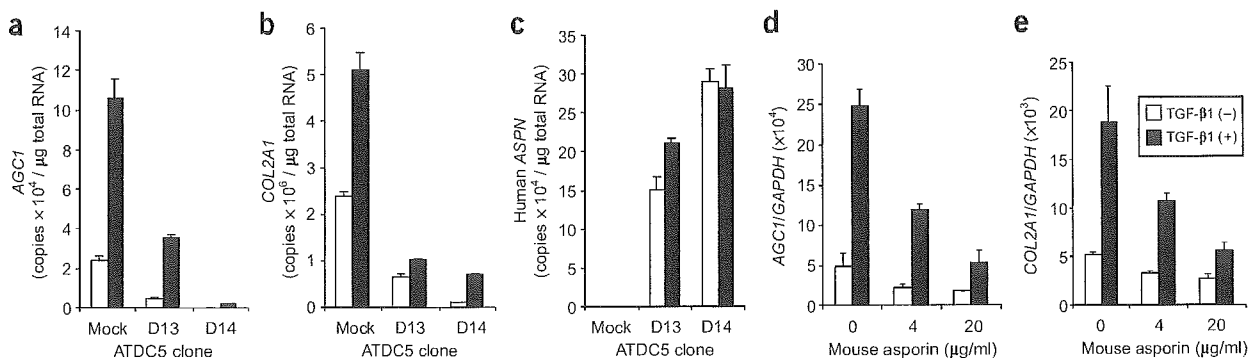 a
AGC1
(copies × 10⁴ / µg total RNA)
14
12
10
8
6
4
2
0
Mock D13 D14
ATDC5 clone
b
COL2A1
(copies × 10⁶ / µg total RNA)
6
5
4
3
2
1
0
Mock D13 D14
ATDC5 clone
c
Human ASPN
(copies × 10⁴ / µg total RNA)
35
30
25
20
15
10
5
0
Mock D13 D14
ATDC5 clone
d
AGC1/GAPDH (×10⁴)
30
25
20
15
10
5
0
0 4 20
Mouse asporin (µg/ml)
e
COL2A1/GAPDH (×10³)
25
20
15
10
5
0
0 4 20
Mouse asporin (µg/ml)
TGF-β1 (−)
TGF-β1 (+)